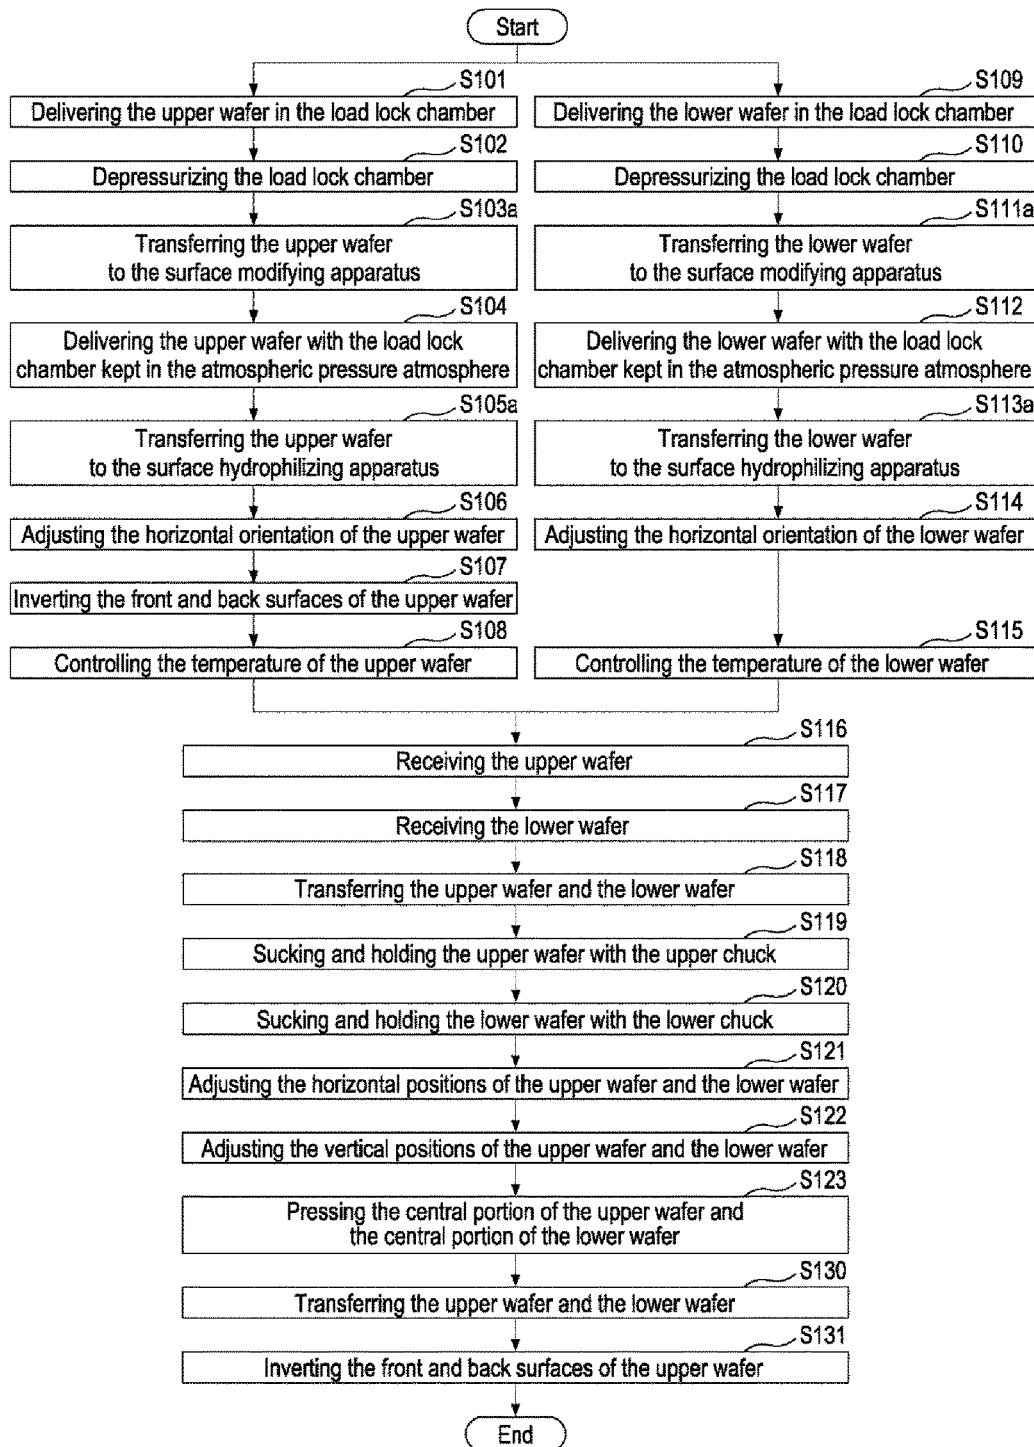 Start
S101
Delivering the upper wafer in the load lock chamber
S102
Depressurizing the load lock chamber
S103a
Transferring the upper wafer
to the surface modifying apparatus
S104
Delivering the upper wafer with the load lock
chamber kept in the atmospheric pressure atmosphere
S105a
Transferring the upper wafer
to the surface hydrophilizing apparatus
S106
Adjusting the horizontal orientation of the upper wafer
S107
Inverting the front and back surfaces of the upper wafer
S108
Controlling the temperature of the upper wafer
S109
Delivering the lower wafer in the load lock chamber
S110
Depressurizing the load lock chamber
S111a
Transferring the lower wafer
to the surface modifying apparatus
S112
Delivering the lower wafer with the load lock
chamber kept in the atmospheric pressure atmosphere
S113a
Transferring the lower wafer
to the surface hydrophilizing apparatus
S114
Adjusting the horizontal orientation of the lower wafer
S115
Controlling the temperature of the lower wafer
S116
Receiving the upper wafer
S117
Receiving the lower wafer
S118
Transferring the upper wafer and the lower wafer
S119
Sucking and holding the upper wafer with the upper chuck
S120
Sucking and holding the lower wafer with the lower chuck
S121
Adjusting the horizontal positions of the upper wafer and the lower wafer
S122
Adjusting the vertical positions of the upper wafer and the lower wafer
S123
Pressing the central portion of the upper wafer and
the central portion of the lower wafer
S130
Transferring the upper wafer and the lower wafer
S131
Inverting the front and back surfaces of the upper wafer
End